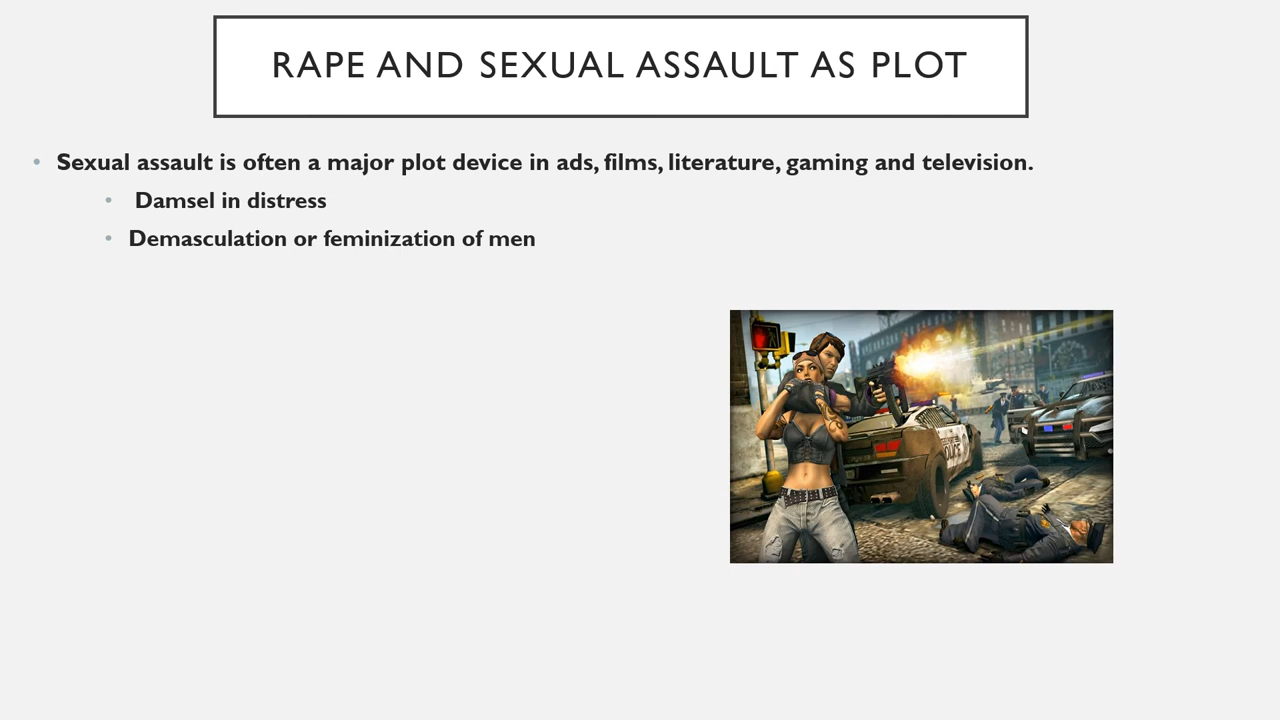 RAPE AND SEXUAL ASSAULT AS PLOT
• Sexual assault is often a major plot device in ads, films, literature, gaming and television.
• Damsel in distress
• Demasculation or feminization of men